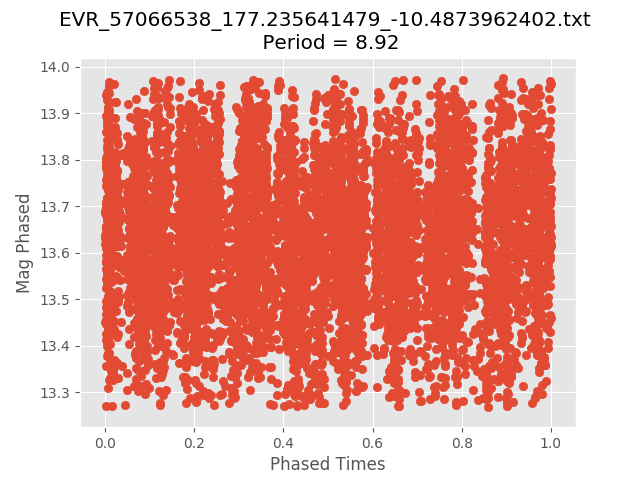 EVR_57066538_177.235641479_-10.4873962402.txt
Period = 8.92
14.0
13.9
13.8
13.7
13.6
13.5
13.4
13.3
Mag Phased
0.0 0.2 0.4 0.6 0.8 1.0
Phased Times